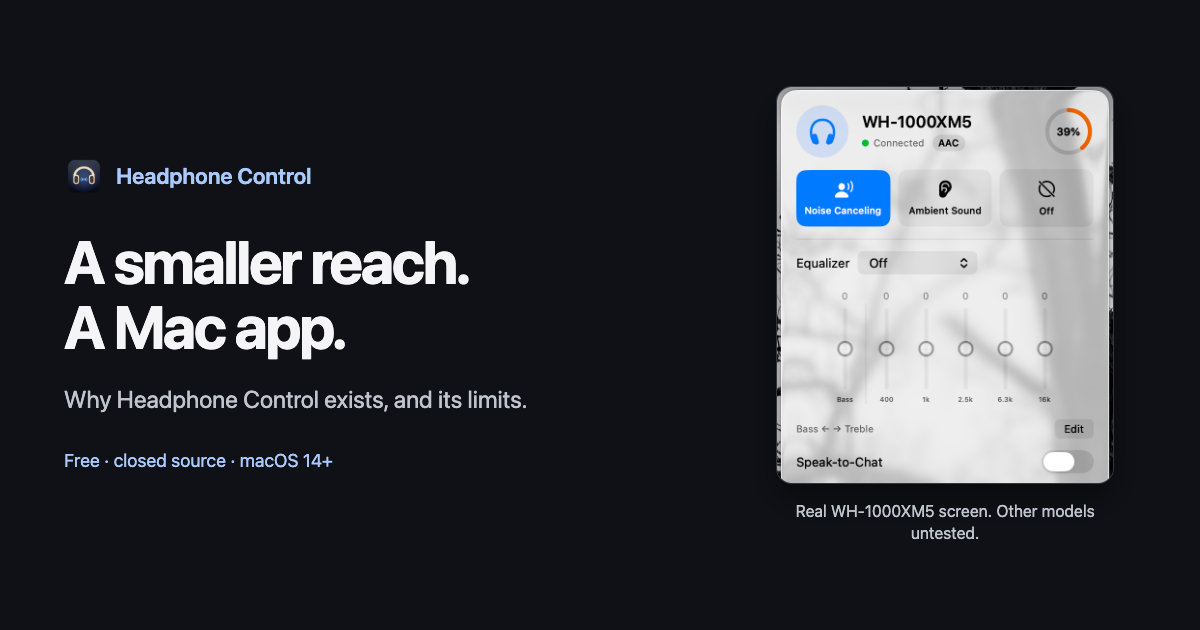 Headphone Control
A smaller reach.
A Mac app.
Why Headphone Control exists, and its limits.
Free · closed source · macOS 14+
WH-1000XM5
Connected AAC
39%
Noise Canceling
Ambient Sound
Off
Equalizer Off
0 0 0 0 0 0
Bass 400 1k 2.5k 6.3k 16k
Bass ← → Treble
Edit
Speak-to-Chat
Real WH-1000XM5 screen. Other models
untested.